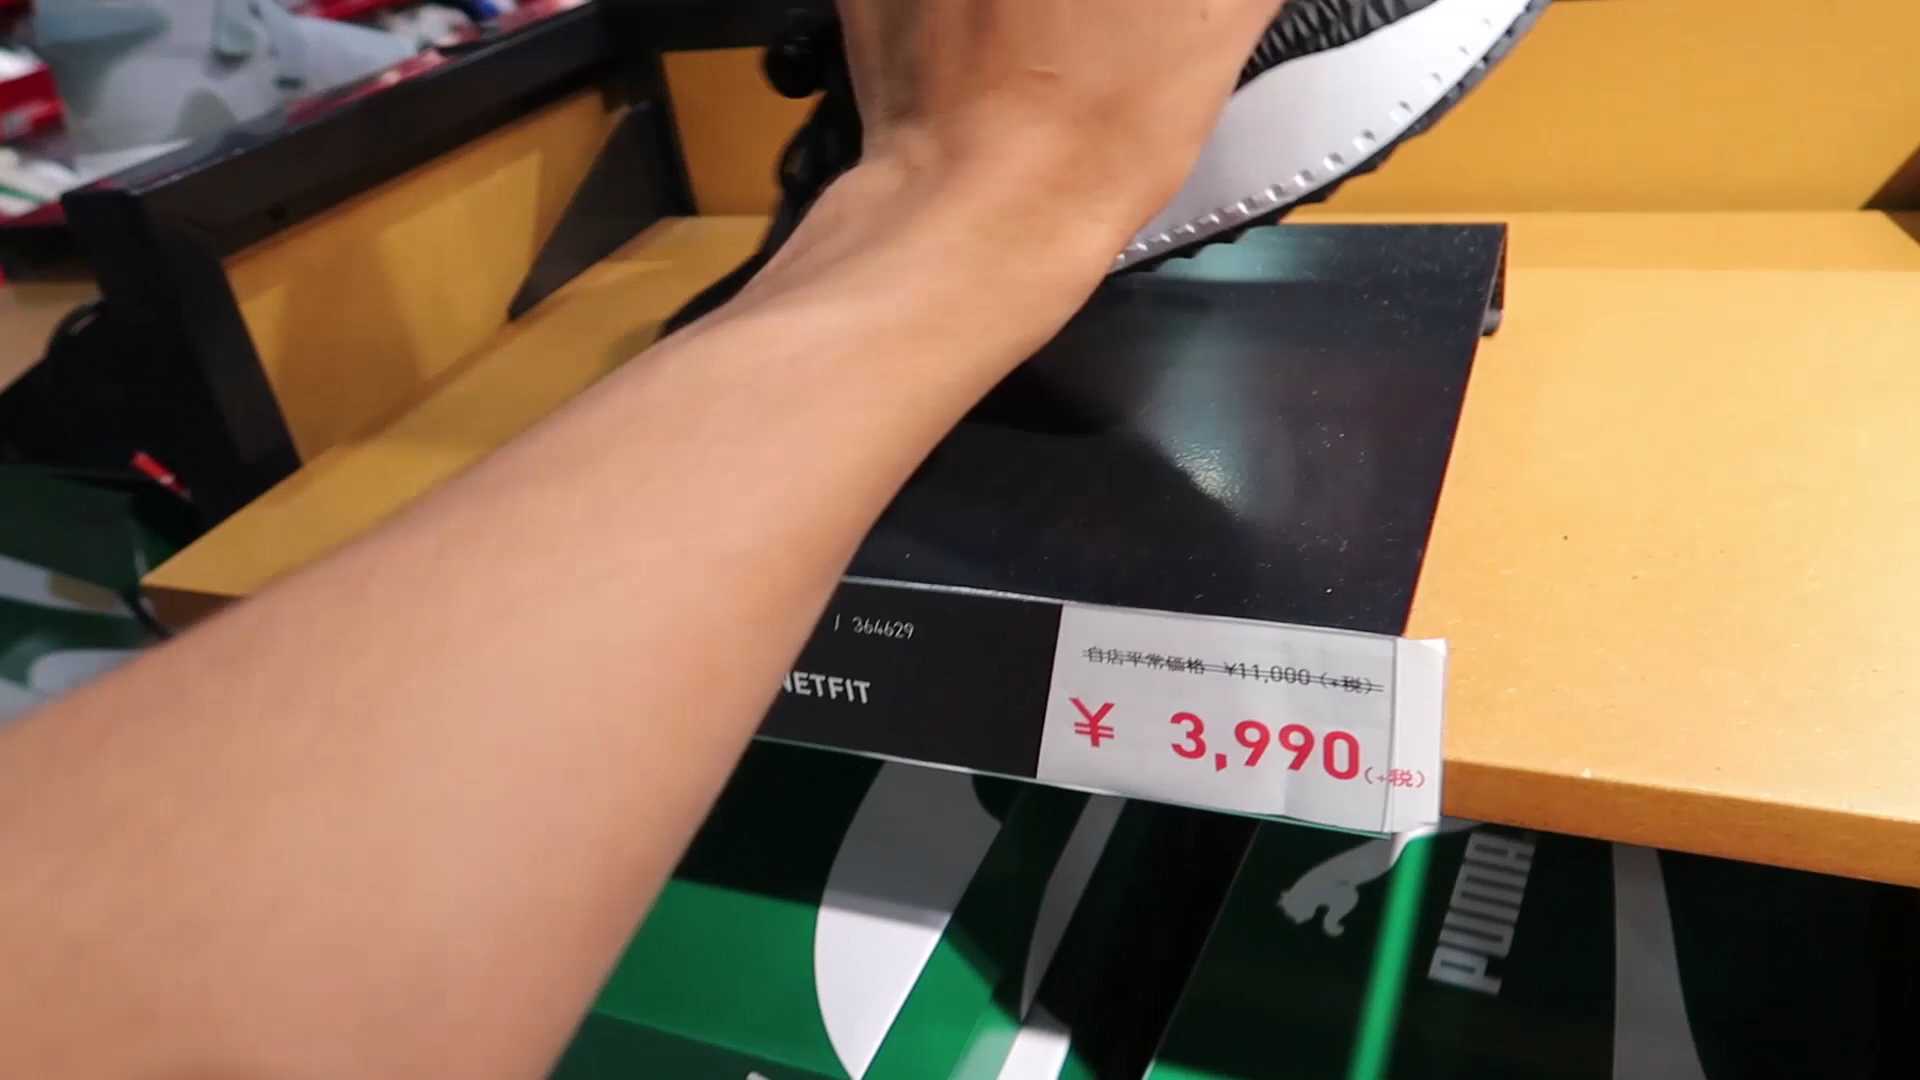 | 364629
NETFIT
自店平常価格 ¥11,000(+税)
¥ 3,990(+税)
PUMA